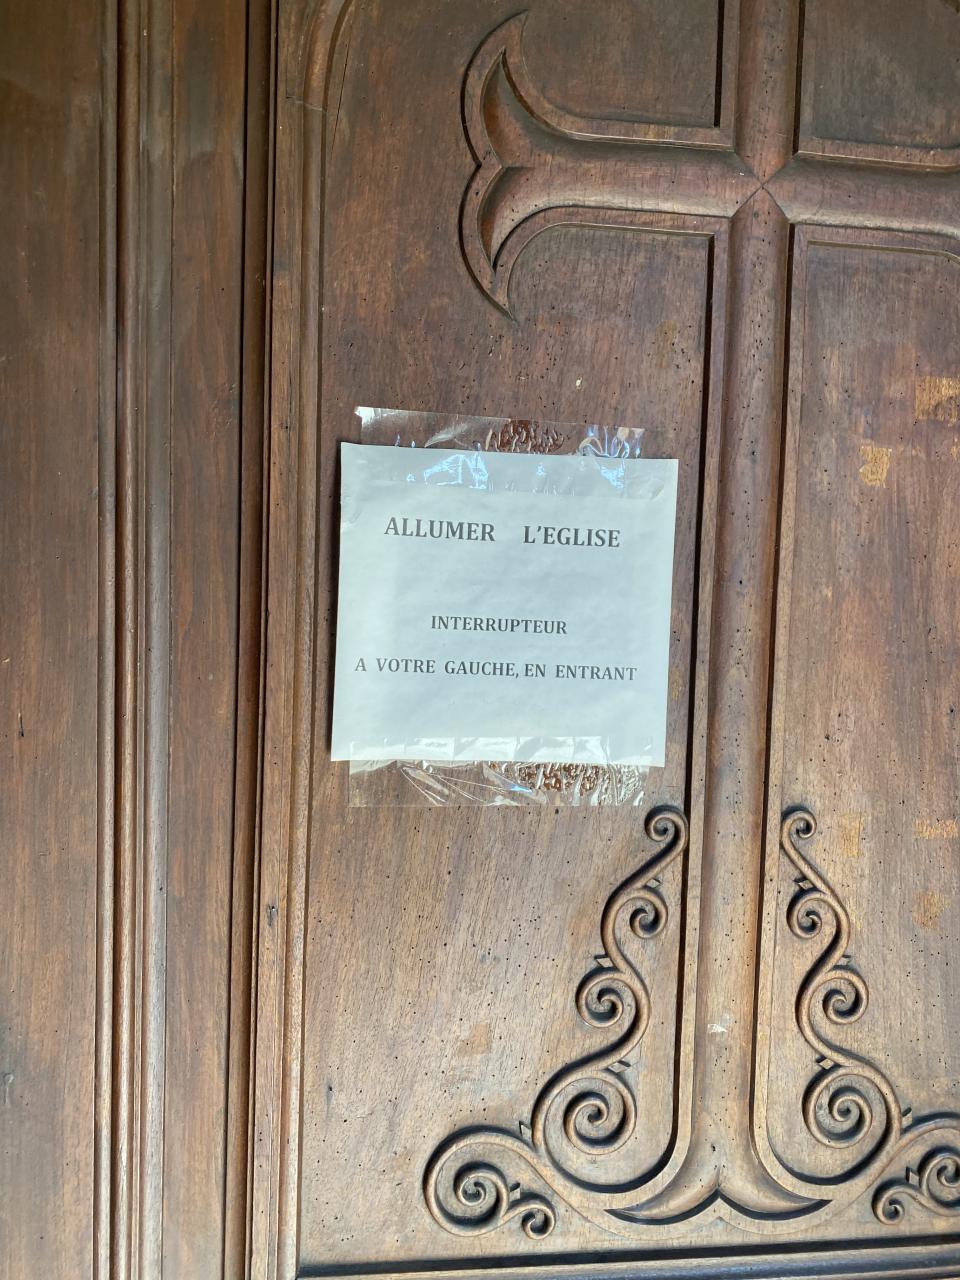 ALLUMER L'EGLISE
INTERRUPTEUR
A VOTRE GAUCHE, EN ENTRANT